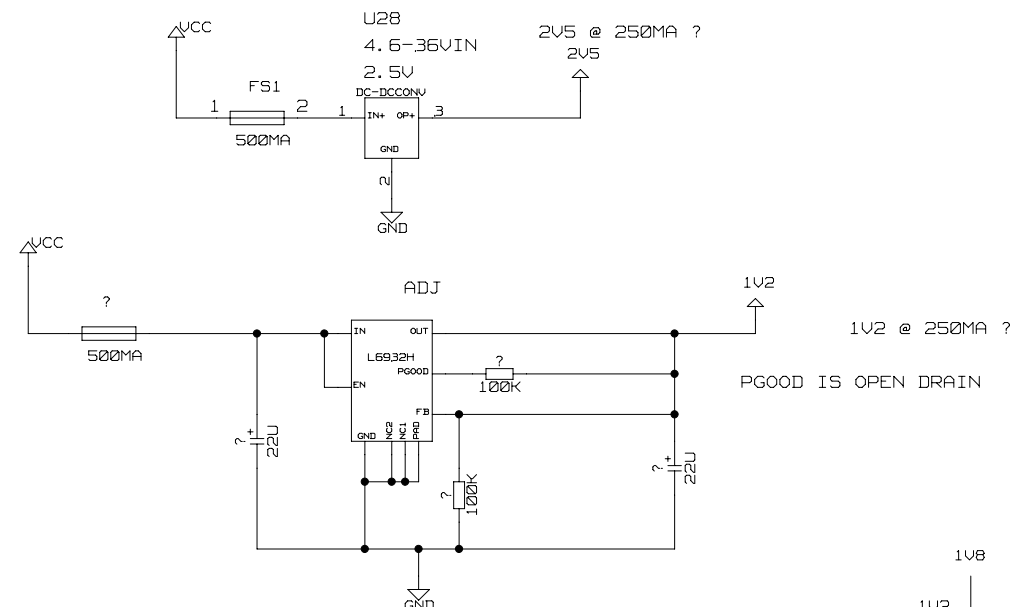 VCC
U28
4.6-36VIN
2.5V
DC-DCCONV
2V5 @ 250MA ?
2V5
FS1
1
2
500MA
1
IN+
OP+
3
GND
2
GND
VCC
?
500MA
ADJ
1V2
1V2 @ 250MA ?
IN
OUT
L6932H
PGOOD
?
100K
PGOOD IS OPEN DRAIN
EN
FB
GND
NC2
NC1
PAD
?
+
22U
?
100K
?
+
22U
GND
1V8
1V2